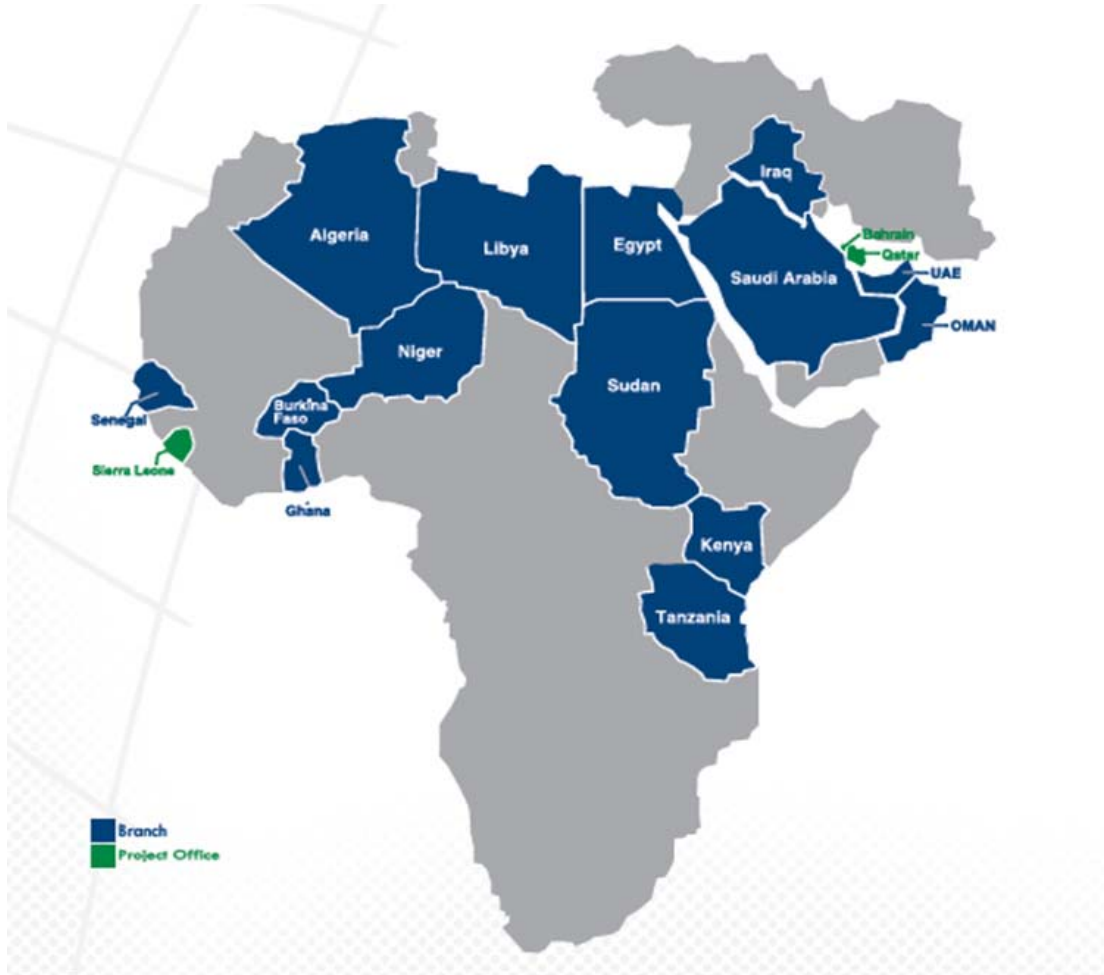 Iraq
Bahrain
Qatar
Algeria
Libya
Egypt
Saudi Arabia
UAE
OMAN
Niger
Sudan
Senegal
Burkina
Faso
Sierra Leone
Ghana
Kenya
Tanzania
Branch
Project Office